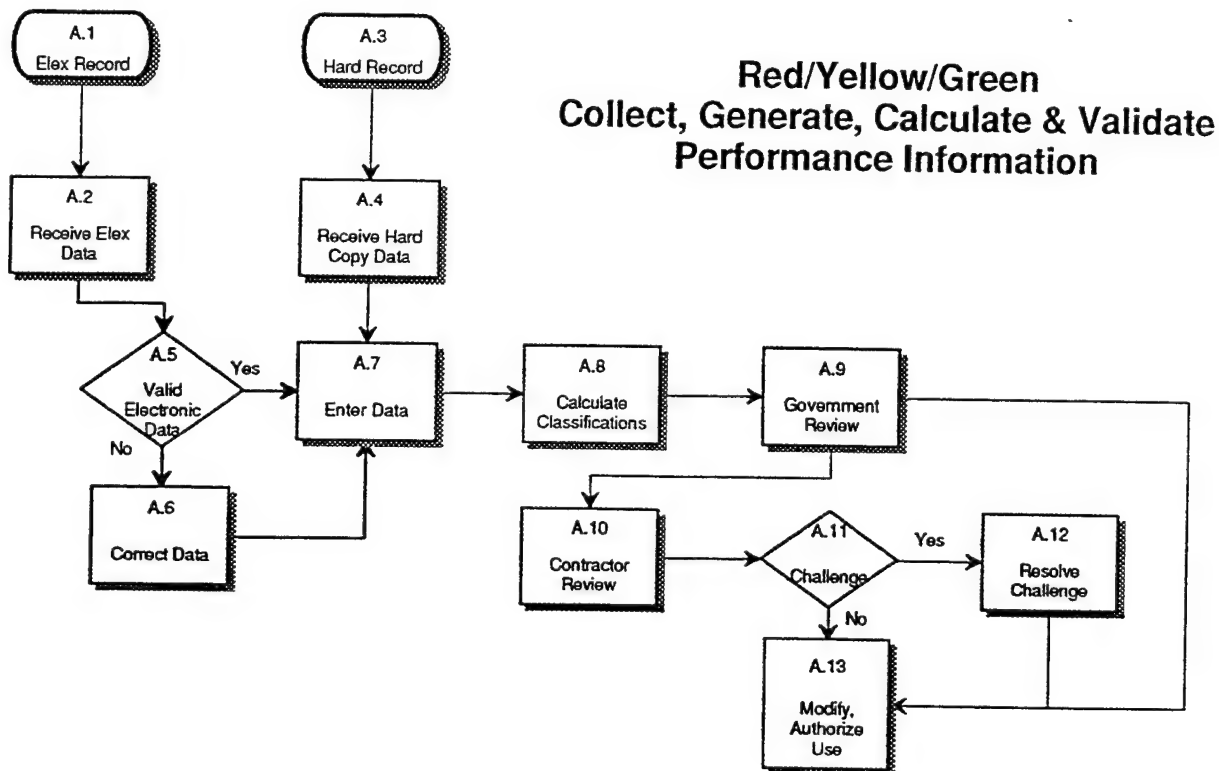 A.1
Elex Record
A.3
Hard Record
Red/Yellow/Green
Collect, Generate, Calculate & Validate
Performance Information
A.2
Receive Elex
Data
A.4
Receive Hard
Copy Data
A.5
Valid
Electronic
Data
Yes
No
A.6
Correct Data
A.7
Enter Data
A.8
Calculate
Classifications
A.9
Government
Review
A.10
Contractor
Review
A.11
Challenge
Yes
No
A.12
Resolve
Challenge
A.13
Modify,
Authorize
Use